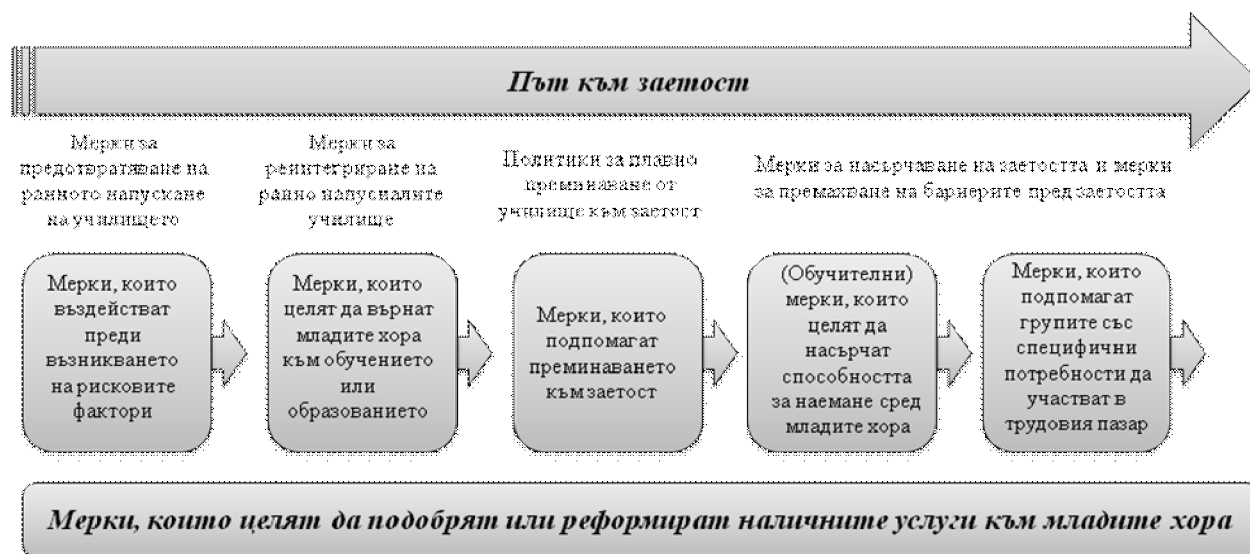 Път към заетост
Мерки за
предотвратяване на
ранното напускане
на училището
Мерки за
реинтегриране на
рано напусналите
училище
Политики за плавно
преминаване от
училище към заетост
Мерки за насърчаване на заетостта и мерки
за премахване на бариерите пред заетостта
Мерки, които
въздействат
преди
възникването
на рисковите
фактори
Мерки, които
целят да върнат
младите хора
към обучението
или
образованието
Мерки, които
подпомагат
преминаването
към заетост
(Обучителни)
мерки, които
целят да
насърчат
способността
за наемане сред
младите хора
Мерки, които
подпомагат
групите със
специфични
потребности да
участват в
трудовия пазар
Мерки, които целят да подобрят или реформират наличните услуги към младите хора